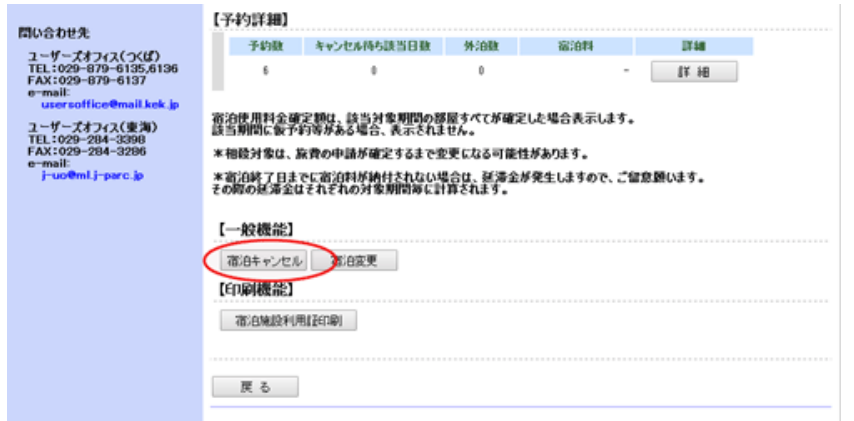 問い合わせ先
ユーザーズオフィス(つくば)
TEL:029-879-6135,6136
FAX:029-879-6137
e-mail:
usersoffice@mail.kek.jp
ユーザーズオフィス(東海)
TEL:029-284-3398
FAX:029-284-3286
e-mail:
j-uo@ml.j-parc.jp
【予約詳細】
予約数 キャンセル待ち該当日数 外泊数 宿泊料 詳細
6 0 0 - 詳 細
宿泊使用料金確定額は、該当対象期間の部屋すべてが確定した場合表示します。
該当期間に仮予約等がある場合、表示されません。
*相殺対象は、旅費の申請が確定するまで変更になる可能性があります。
*宿泊終了日までに宿泊料が納付されない場合は、延滞金が発生しますので、ご留意願います。
その際の延滞金はそれぞれの対象期間毎に計算されます。
【一般機能】
宿泊キャンセル 宿泊変更
【印刷機能】
宿泊施設利用証印刷
戻 る